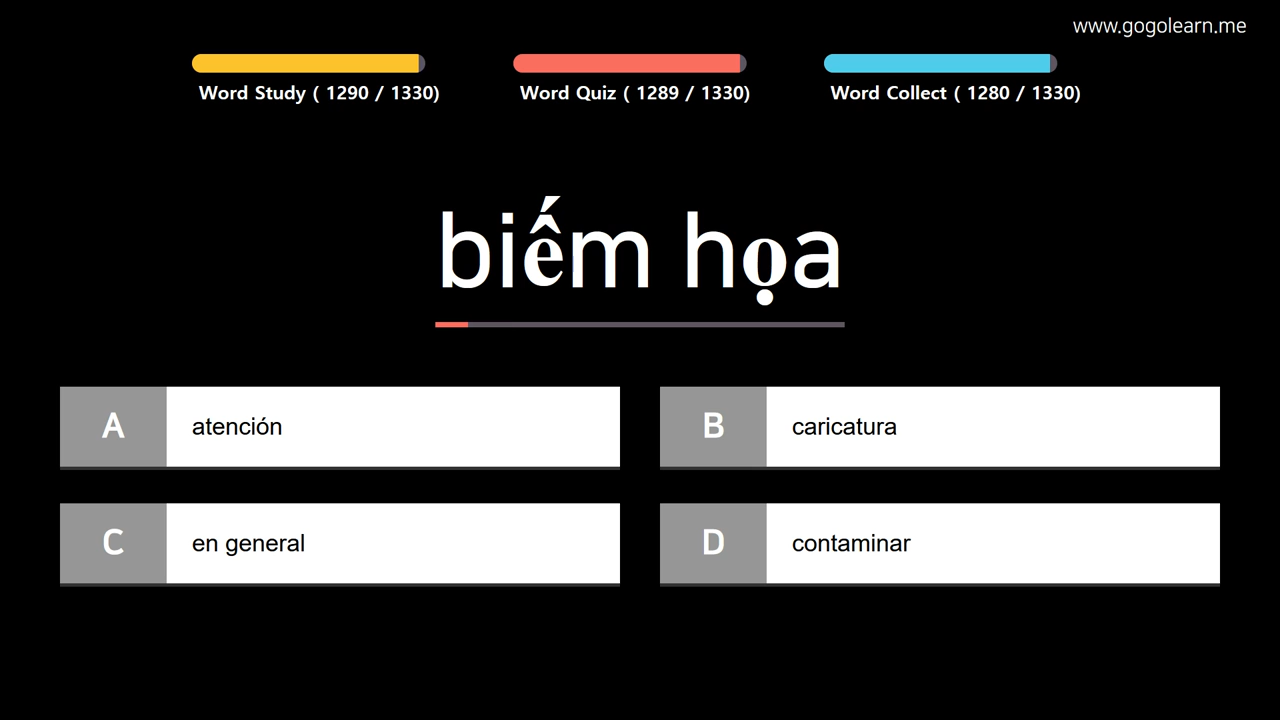 www.gogolearn.me
Word Study ( 1290 / 1330)
Word Quiz ( 1289 / 1330)
Word Collect ( 1280 / 1330)
biếm họa
A atención
B caricatura
C en general
D contaminar